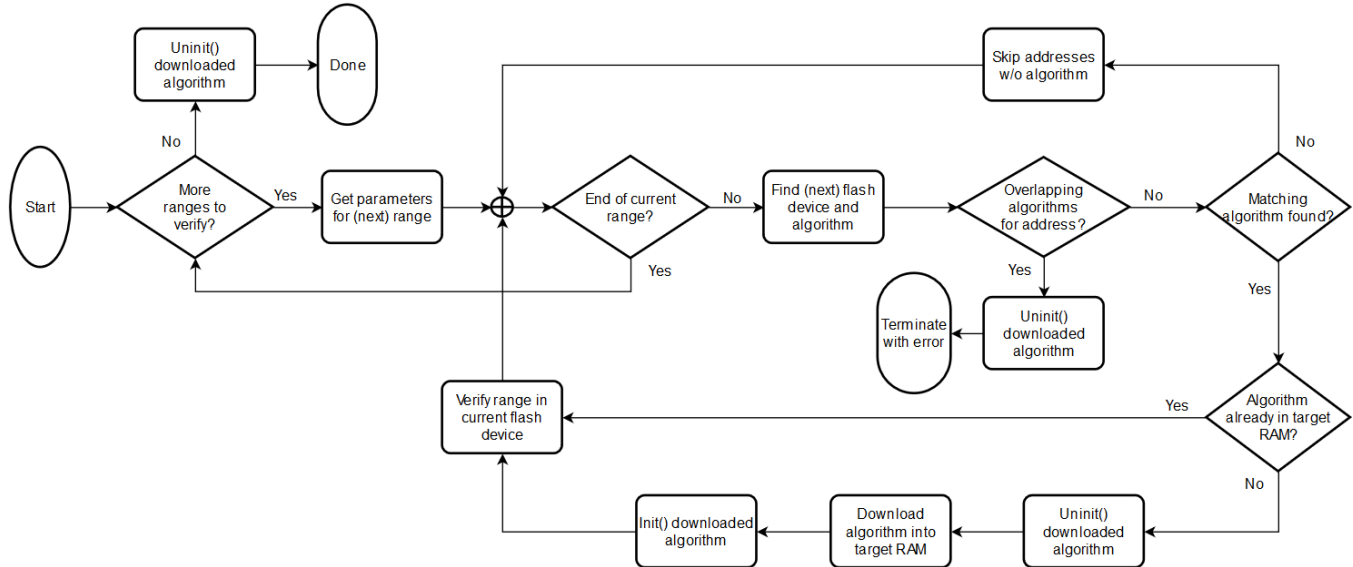 Uninit()
downloaded
algorithm
Done
Skip addresses
w/o algorithm
No
No
Start
More
ranges to
verify?
Yes
Get parameters
for (next) range
End of current
range?
No
Find (next) flash
device and
algorithm
Overlapping
algorithms
for address?
No
Matching
algorithm found?
Yes
Yes
Yes
Terminate
with error
Uninit()
downloaded
algorithm
Verify range in
current flash
device
Yes
Algorithm
already in target
RAM?
No
Init() downloaded
algorithm
Download
algorithm into
target RAM
Uninit()
downloaded
algorithm